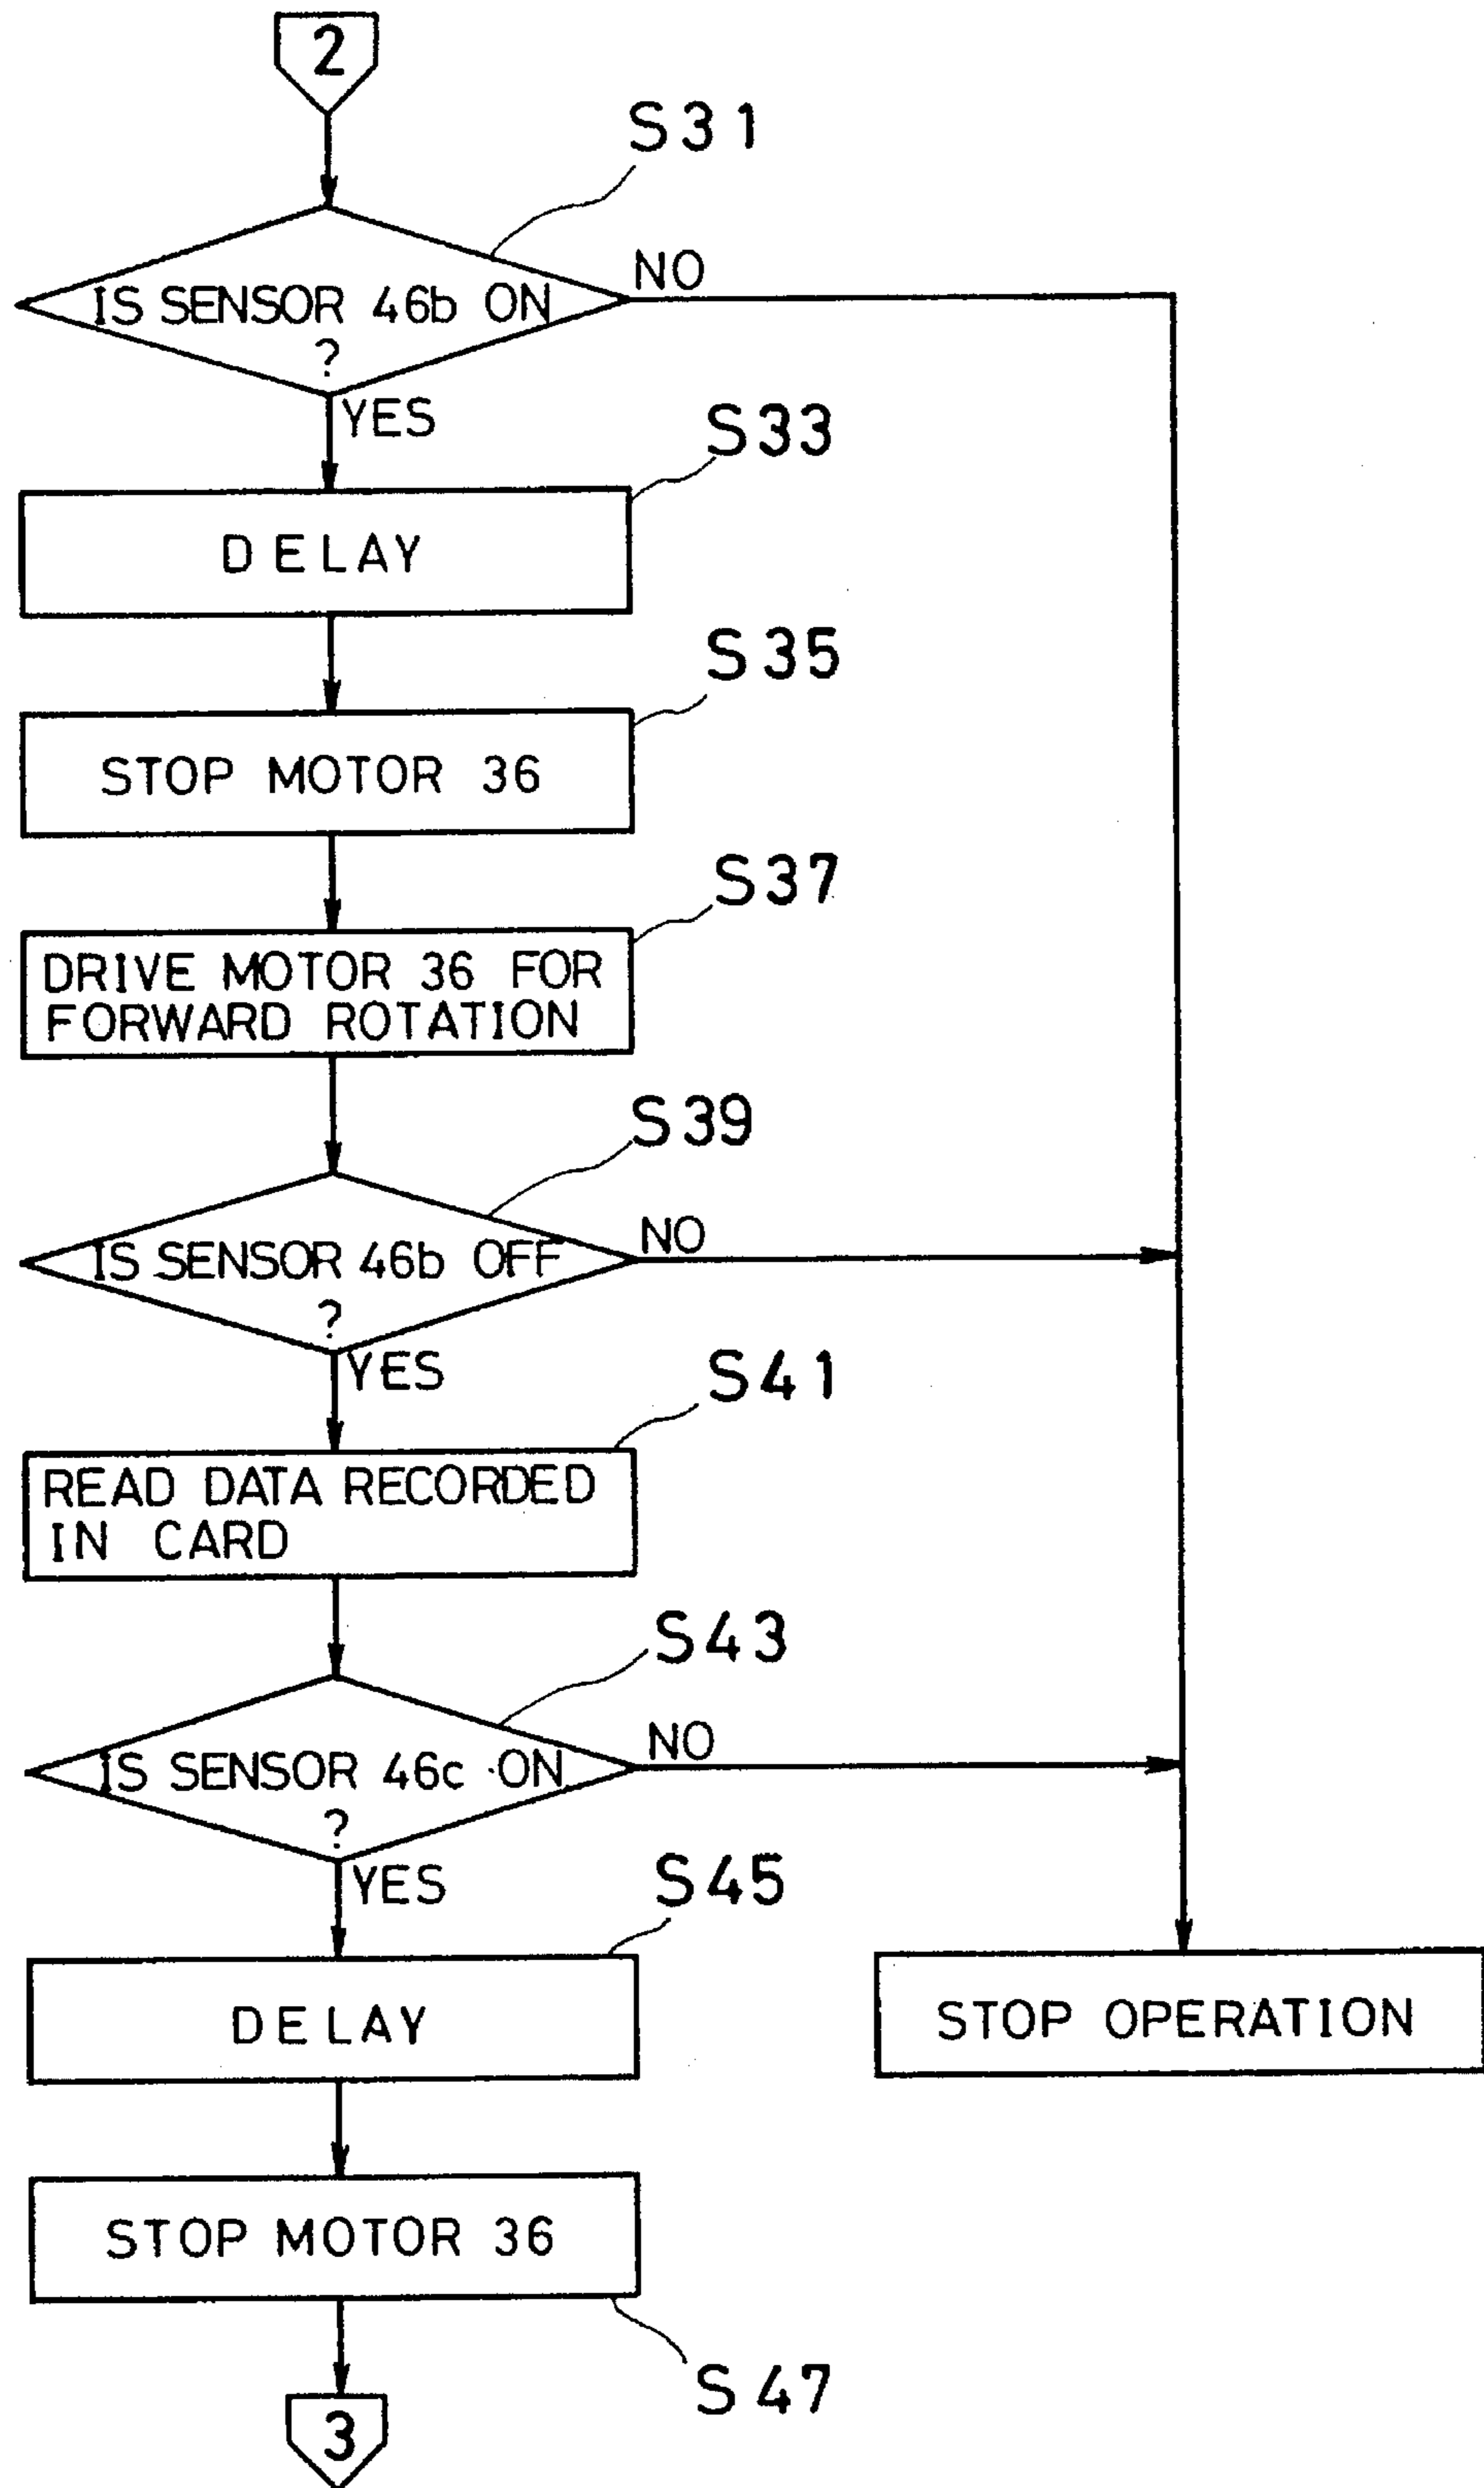 2
S31
IS SENSOR 46b ON
?
NO
YES
S33
DELAY
S35
STOP MOTOR 36
S37
DRIVE MOTOR 36 FOR
FORWARD ROTATION
S39
IS SENSOR 46b OFF
?
NO
YES
S41
READ DATA RECORDED
IN CARD
S43
IS SENSOR 46c ON
?
NO
YES
S45
DELAY
STOP OPERATION
STOP MOTOR 36
S47
3